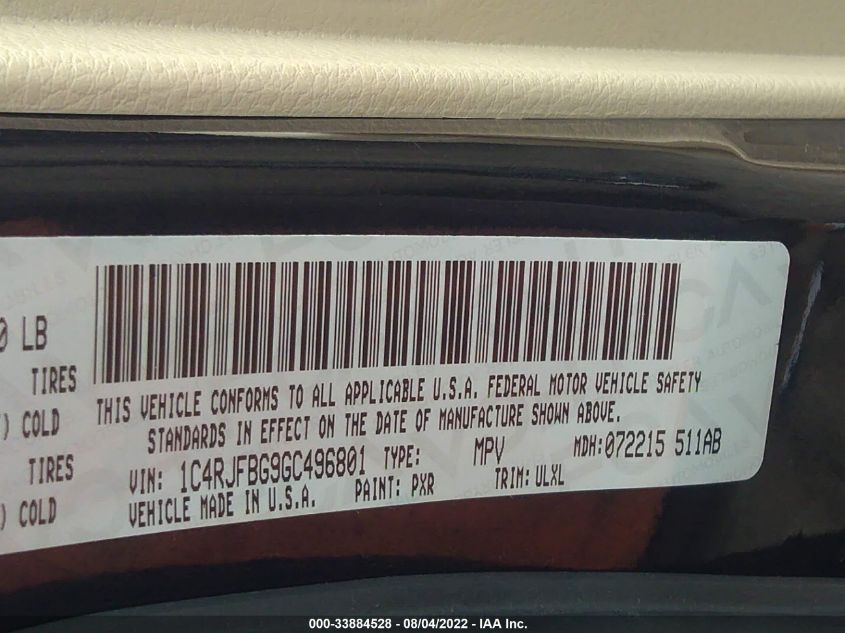 0 LB
TIRES
) COLD
TIRES
) COLD
THIS VEHICLE CONFORMS TO ALL APPLICABLE U.S.A. FEDERAL MOTOR VEHICLE SAFETY
STANDARDS IN EFFECT ON THE DATE OF MANUFACTURE SHOWN ABOVE.
VIN: 1C4RJFBG9GC496801 TYPE: MPV MDH:072215 511AB
VEHICLE MADE IN U.S.A. PAINT: PXR TRIM:ULXL
000-33884528 - 08/04/2022 - IAA Inc.